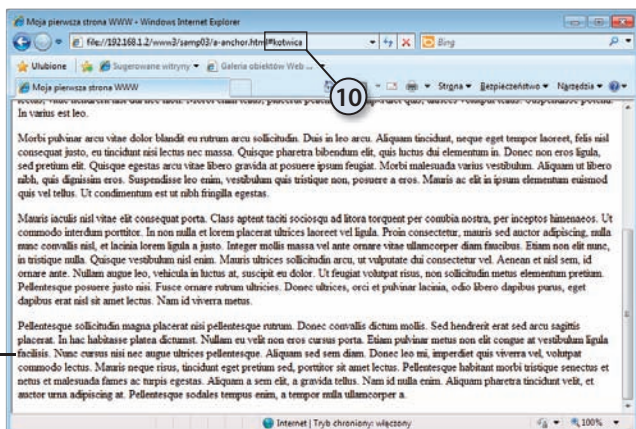 Moja pierwsza strona WWW - Windows Internet Explorer
file://192.168.1.2/www3/samp03/a-anchor.html#kotwica
Bing
Ulubione Sugerowane witryny Galeria obiektów Web ...
Moja pierwsza strona WWW Strona Bezpieczeństwo Narzędzia
10
In varius est leo.
Morbi pulvinar arcu vitae dolor blandit eu rutrum arcu sollicitudin. Duis in leo arcu. Aliquam tincidunt, neque eget tempor laoreet, felis nisl
consequat justo, eu tincidunt nisi lectus nec massa. Quisque pharetra bibendum elit, quis luctus dui elementum in. Donec non eros ligula,
sed pretium elit. Quisque egestas arcu vitae libero gravida at posuere ipsum feugiat. Morbi malesuada varius vestibulum. Aliquam ut libero
nibh, quis dignissim eros. Suspendisse leo enim, vestibulum quis tristique non, posuere a eros. Mauris ac elit in ipsum elementum euismod
quis vel tellus. Ut condimentum est ut nibh fringilla egestas.
Mauris iaculis nisl vitae elit consequat porta. Class aptent taciti sociosqu ad litora torquent per conubia nostra, per inceptos himenaeos. Ut
commodo interdum porttitor. In non nulla et lorem placerat ultrices laoreet vel ligula. Proin consectetur, mauris sed auctor adipiscing, nulla
nunc convallis nisl, et lacinia lorem ligula a justo. Integer mollis massa vel ante ornare vitae ullamcorper diam faucibus. Etiam non elit nunc,
in tristique nulla. Quisque vestibulum nisl enim. Mauris ultrices sollicitudin arcu, ut vulputate dui consectetur vel. Aenean et nisl sem, id
ornare ante. Nullam augue leo, vehicula in luctus at, suscipit eu dolor. Ut feugiat volutpat risus, non sollicitudin metus elementum pretium.
Pellentesque posuere justo nisi. Fusce ornare rutrum ultricies. Donec ultrices, orci et pulvinar lacinia, odio libero dapibus purus, eget
dapibus erat nisl sit amet lectus. Nam id viverra metus.
Pellentesque sollicitudin magna placerat nisi pellentesque rutrum. Donec convallis dictum mollis. Sed hendrerit erat sed arcu sagittis
placerat. In hac habitasse platea dictumst. Nullam eu velit non eros cursus porta. Etiam pulvinar metus non elit congue at vestibulum ligula
facilisis. Nunc cursus nisi nec augue ultrices pellentesque. Aliquam sed sem diam. Donec leo mi, imperdiet quis viverra vel, volutpat
commodo lectus. Mauris neque risus, tincidunt eget pretium sed, porttitor sit amet lectus. Pellentesque habitant morbi tristique senectus et
netus et malesuada fames ac turpis egestas. Aliquam a sem elit, a gravida tellus. Nam id nulla enim. Aliquam pharetra tincidunt velit, et
auctor urna adipiscing at. Pellentesque sodales tempus enim, a tempor nulla ullamcorper a.
Internet | Tryb chroniony: włączony 100%